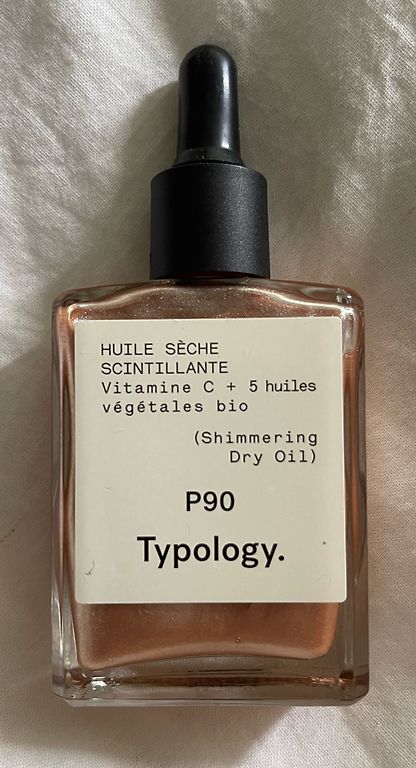 HUILE SÈCHE
SCINTILLANTE
Vitamine C + 5 huiles
végétales bio
(Shimmering
Dry Oil)
P90
Typology.